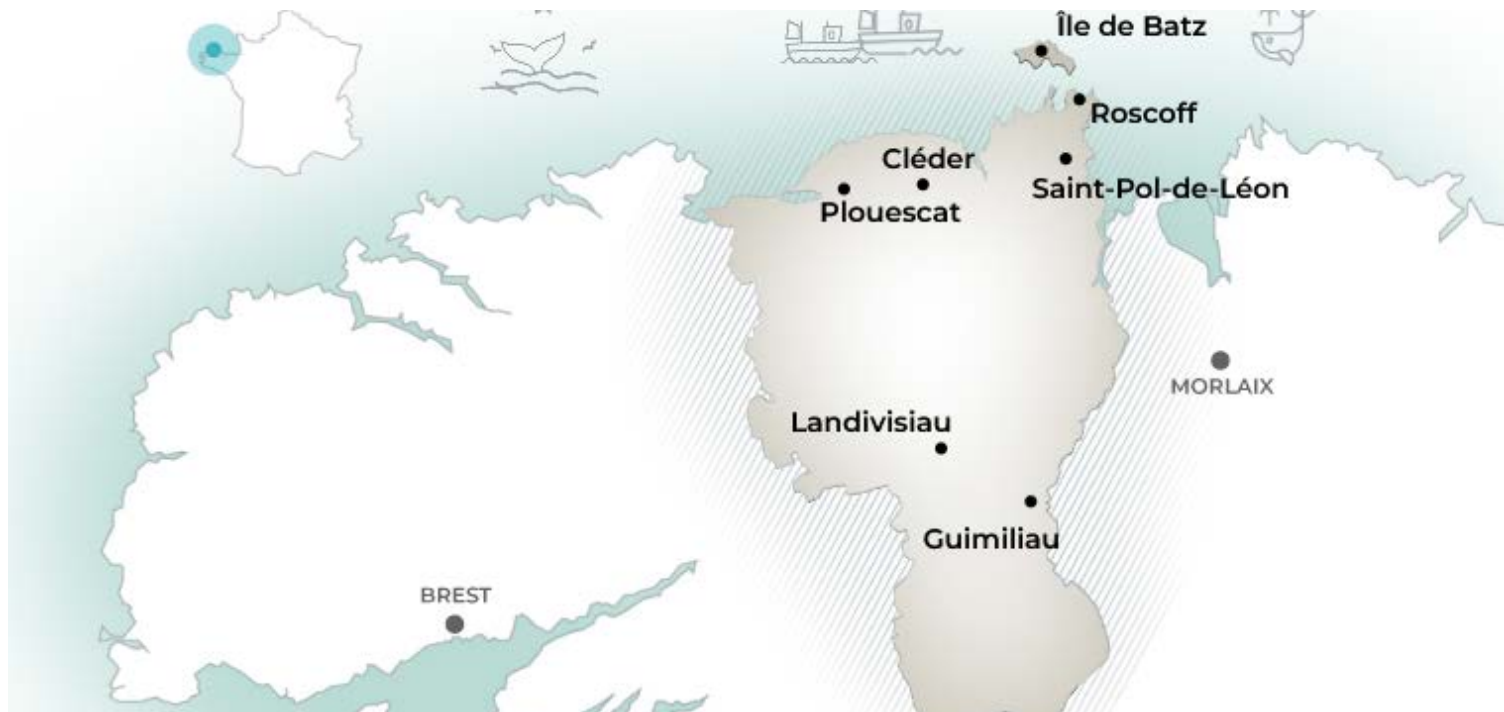 Île de Batz
Roscoff
Cléder
Saint-Pol-de-Léon
Plouescat
MORLAIX
Landivisiau
Guimiliau
BREST